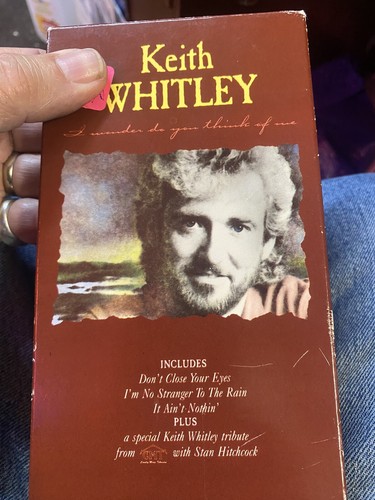 Keith
WHITLEY
I wonder do you think of me
INCLUDES
Don't Close Your Eyes
I'm No Stranger To The Rain
It Ain't Nothin'
PLUS
a special Keith Whitley tribute
from with Stan Hitchcock